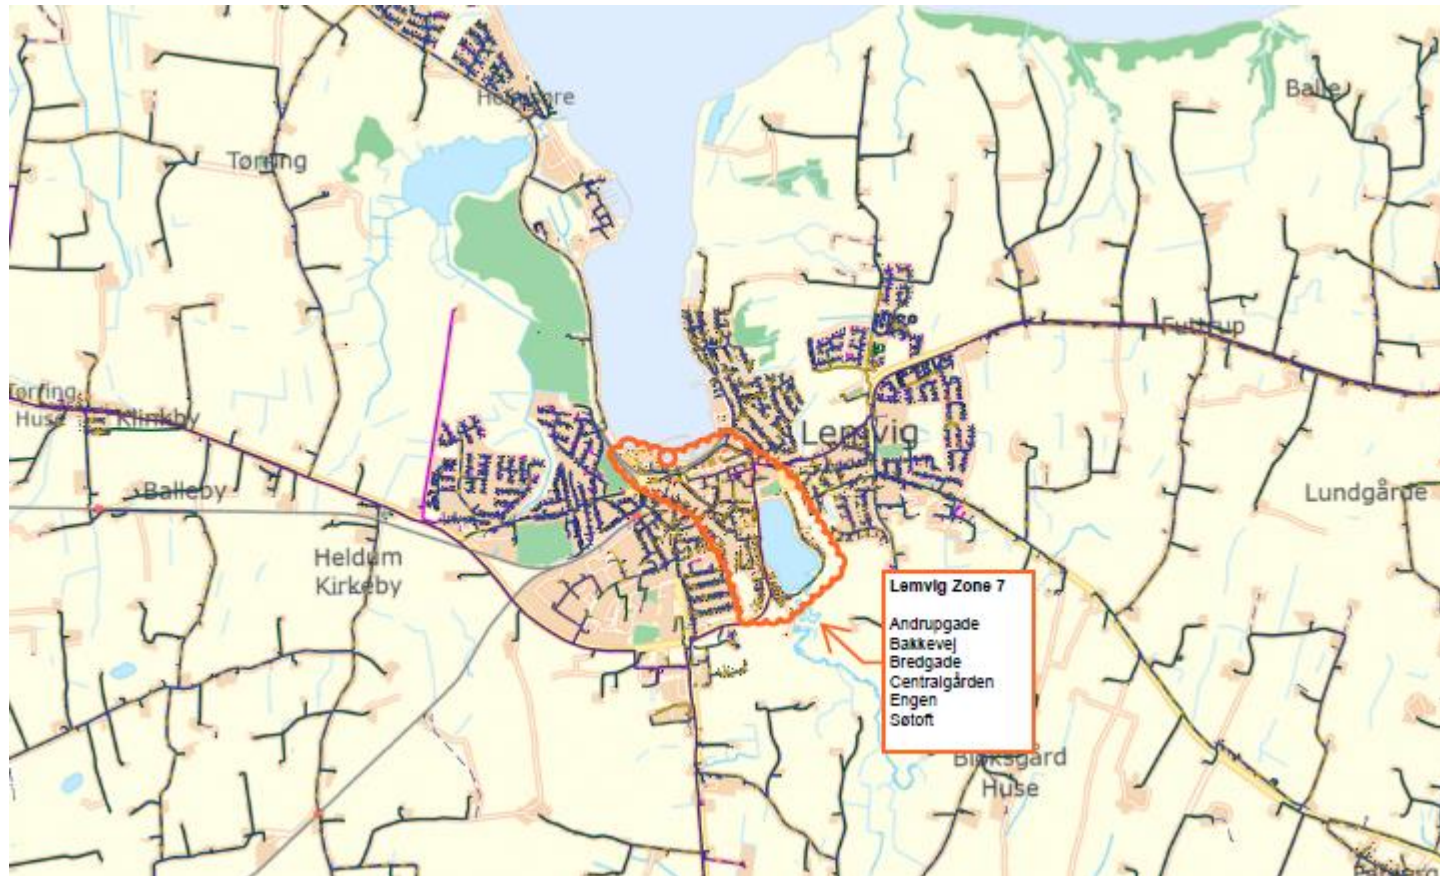 Balle
Tørring
Futtrup
Tørring
Huse
Klinkby
Lemvig
Balleby
Lundgårde
Heldum
Kirkeby
Lemvig Zone 7
Andrupgade
Bakkevej
Bredgade
Centralgården
Engen
Søtoft
Huse